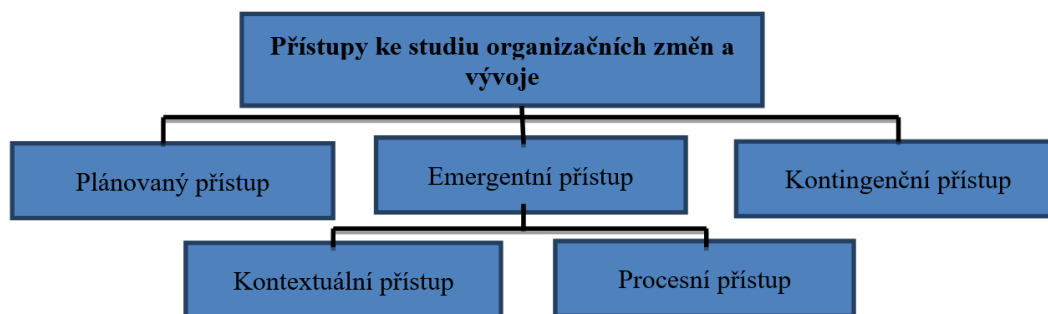 Přístupy ke studiu organizačních změn a
vývoje
Plánovaný přístup
Emergentní přístup
Kontingenční přístup
Kontextuální přístup
Procesní přístup